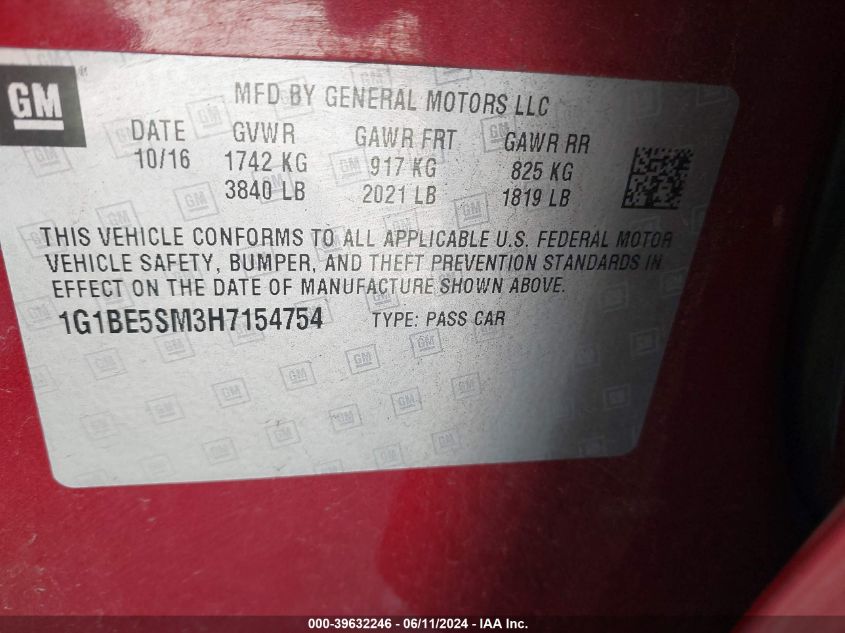 GM ®
MFD BY GENERAL MOTORS LLC
DATE GVWR GAWR FRT GAWR RR
10/16 1742 KG 917 KG 825 KG
3840 LB 2021 LB 1819 LB
THIS VEHICLE CONFORMS TO ALL APPLICABLE U.S. FEDERAL MOTOR
VEHICLE SAFETY, BUMPER, AND THEFT PREVENTION STANDARDS IN
EFFECT ON THE DATE OF MANUFACTURE SHOWN ABOVE.
1G1BE5SM3H7154754 TYPE: PASS CAR
000-39632246 - 06/11/2024 - IAA Inc.